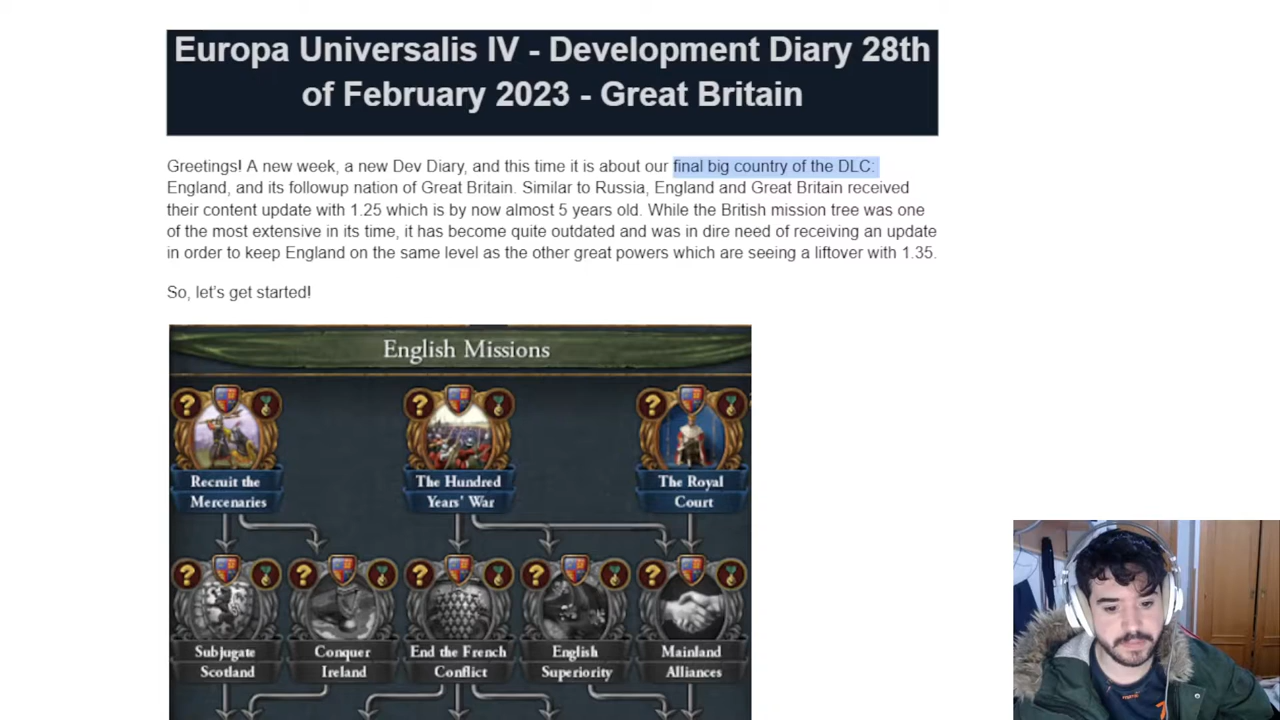 Europa Universalis IV - Development Diary 28th
of February 2023 - Great Britain
Greetings! A new week, a new Dev Diary, and this time it is about our final big country of the DLC:
England, and its followup nation of Great Britain. Similar to Russia, England and Great Britain received
their content update with 1.25 which is by now almost 5 years old. While the British mission tree was one
of the most extensive in its time, it has become quite outdated and was in dire need of receiving an update
in order to keep England on the same level as the other great powers which are seeing a liftover with 1.35.
So, let's get started!
English Missions
? ? ?
Recruit the The Hundred The Royal
Mercenaries Years' War Court
? ? ? ? ?
Subjugate Conquer End the French English Mainland
Scotland Ireland Conflict Superiority Alliances